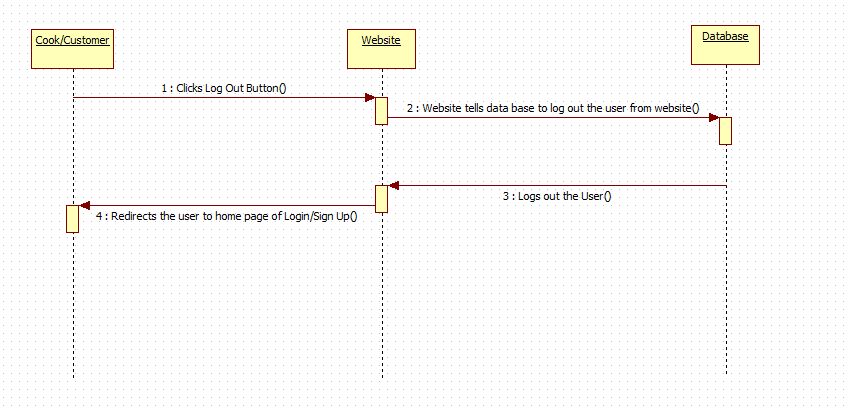 Cook/Customer
Website
Database
1 : Clicks Log Out Button()
2 : Website tells data base to log out the user from website()
3 : Logs out the User()
4 : Redirects the user to home page of Login/Sign Up()